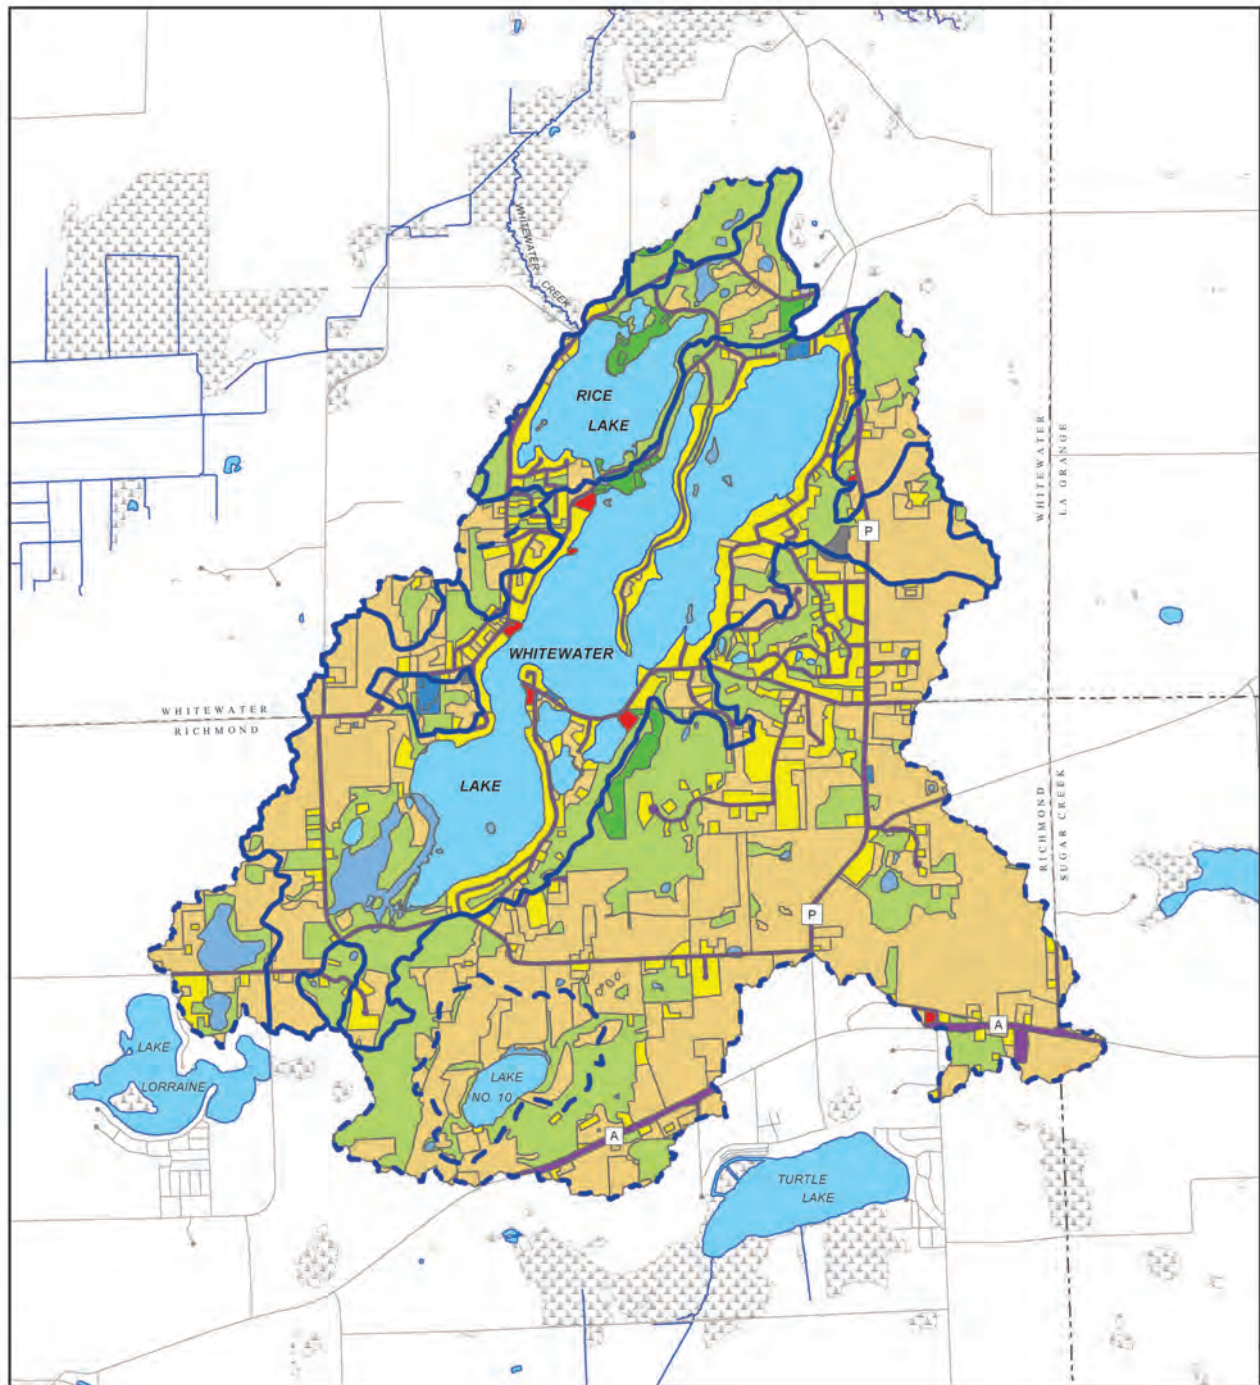 WHITEWATER
CREEK
RICE
LAKE
WHITEWATER
LA GRANGE
P
WHITEWATER
WHITEWATER
RICHMOND
LAKE
RICHMOND
SUGAR CREEK
P
A
LAKE
LORRAINE
LAKE
NO. 10
A
TURTLE
LAKE